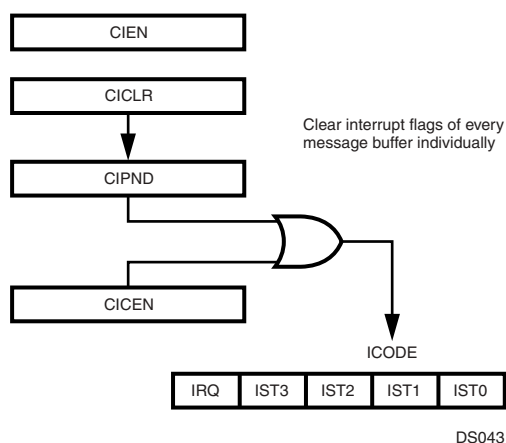 CIEN
CICLR
Clear interrupt flags of every
message buffer individually
CIPND
CICEN
ICODE
IRQ IST3 IST2 IST1 IST0
DS043